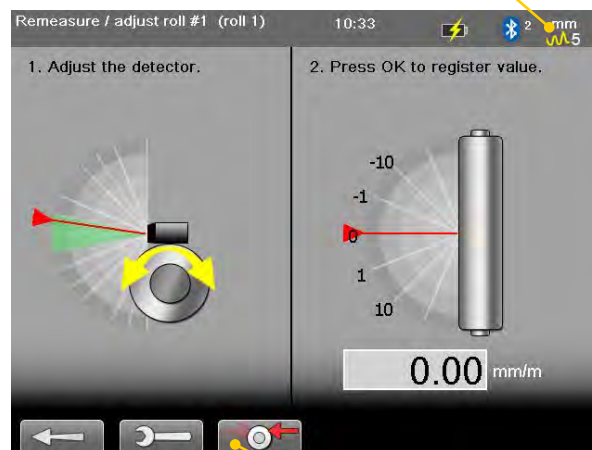 Remeasure / adjust roll #1 (roll 1) 10:33 2 mm
5
1. Adjust the detector.
2. Press OK to register value.
-10
-1
0
1
10
0.00 mm/m